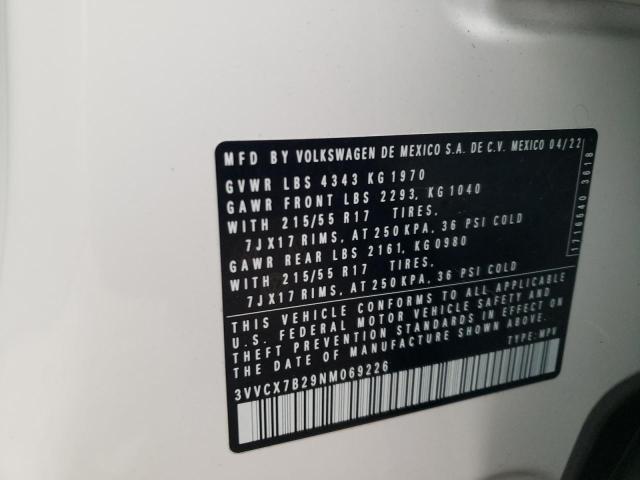 MFD BY VOLKSWAGEN DE MEXICO S.A. DE C.V. MEXICO 04/22
GVWR LBS 4343 KG 1970
GAWR FRONT LBS 2293, KG 1040
WITH 215/55 R17 TIRES.
7JX17 RIMS, AT 250 KPA, 36 PSI COLD
GAWR REAR LBS 2161, KG 0980
WITH 215/55 R17 TIRES.
7JX17 RIMS, AT 250 KPA, 36 PSI COLD
THIS VEHICLE CONFORMS TO ALL APPLICABLE
U.S. FEDERAL MOTOR VEHICLE SAFETY AND
THEFT PREVENTION STANDARDS IN EFFECT ON
THE DATE OF MANUFACTURE SHOWN ABOVE.
TYPE: MPV
3VVCX7B29NM069226
1716640 3618